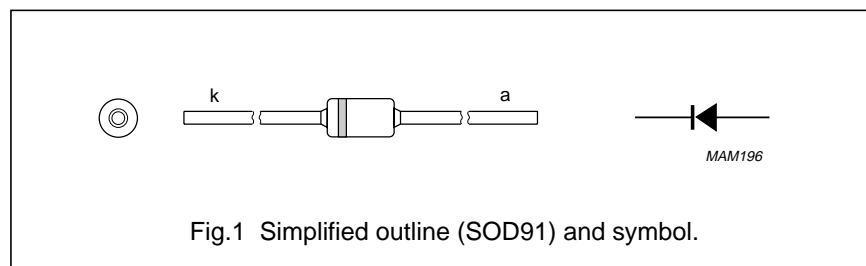 k
a
MAM196
Fig.1 Simplified outline (SOD91) and symbol.